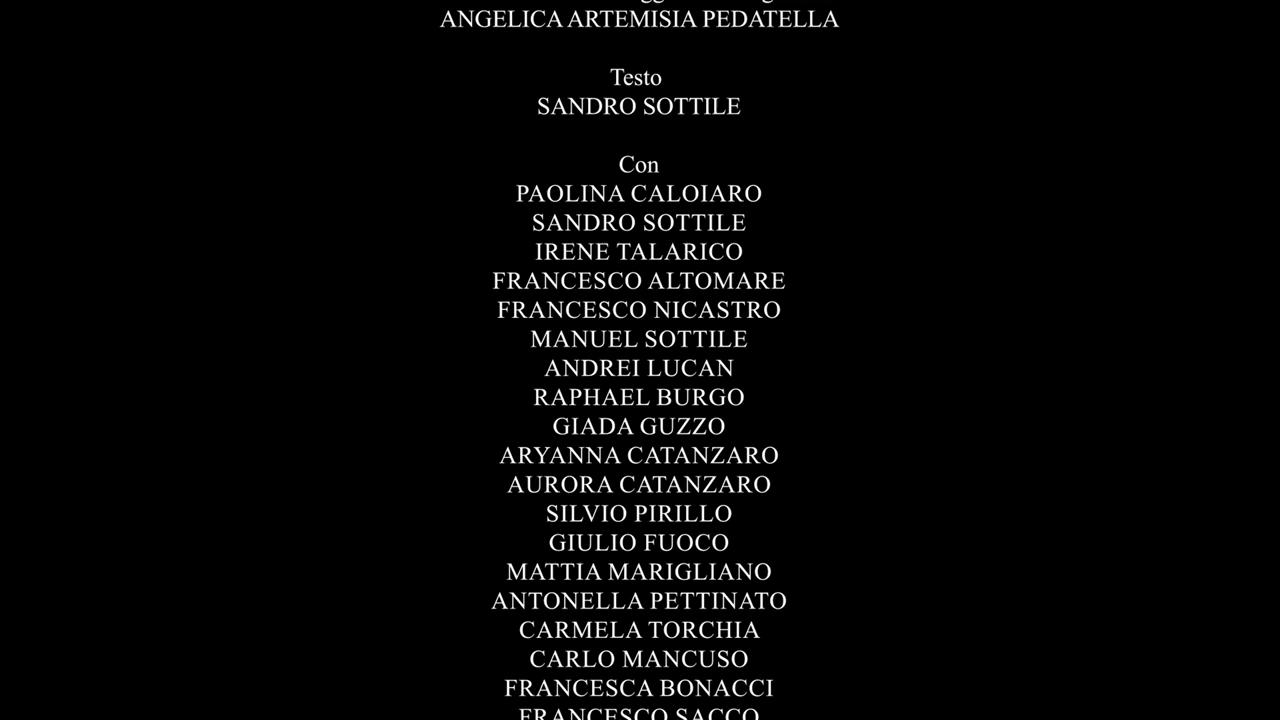 ANGELICA ARTEMISIA PEDATELLA
Testo
SANDRO SOTTILE
Con
PAOLINA CALOIARO
SANDRO SOTTILE
IRENE TALARICO
FRANCESCO ALTOMARE
FRANCESCO NICASTRO
MANUEL SOTTILE
ANDREI LUCAN
RAPHAEL BURGO
GIADA GUZZO
ARYANNA CATANZARO
AURORA CATANZARO
SILVIO PIRILLO
GIULIO FUOCO
MATTIA MARIGLIANO
ANTONELLA PETTINATO
CARMELA TORCHIA
CARLO MANCUSO
FRANCESCA BONACCI
FRANCESCO SACCO